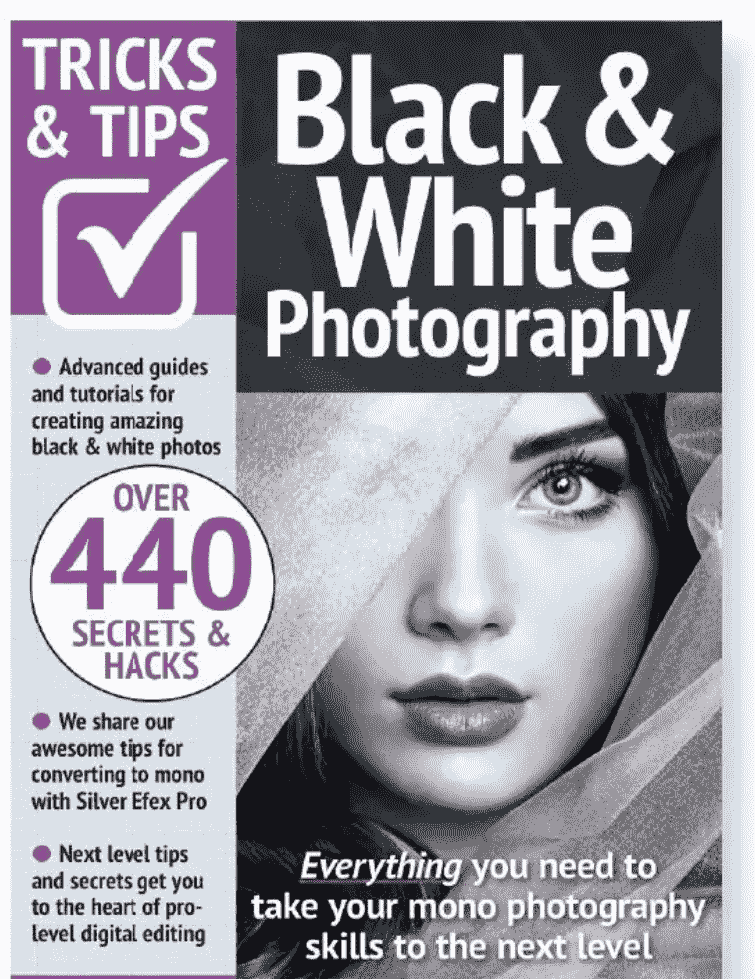 TRICKS
& TIPS
Black &
White
Photography
● Advanced guides
and tutorials for
creating amazing
black & white photos
OVER
440
SECRETS &
HACKS
● We share our
awesome tips for
converting to mono
with Silver Efex Pro
● Next level tips
and secrets get you
to the heart of pro-
level digital editing
Everything you need to
take your mono photography
skills to the next level